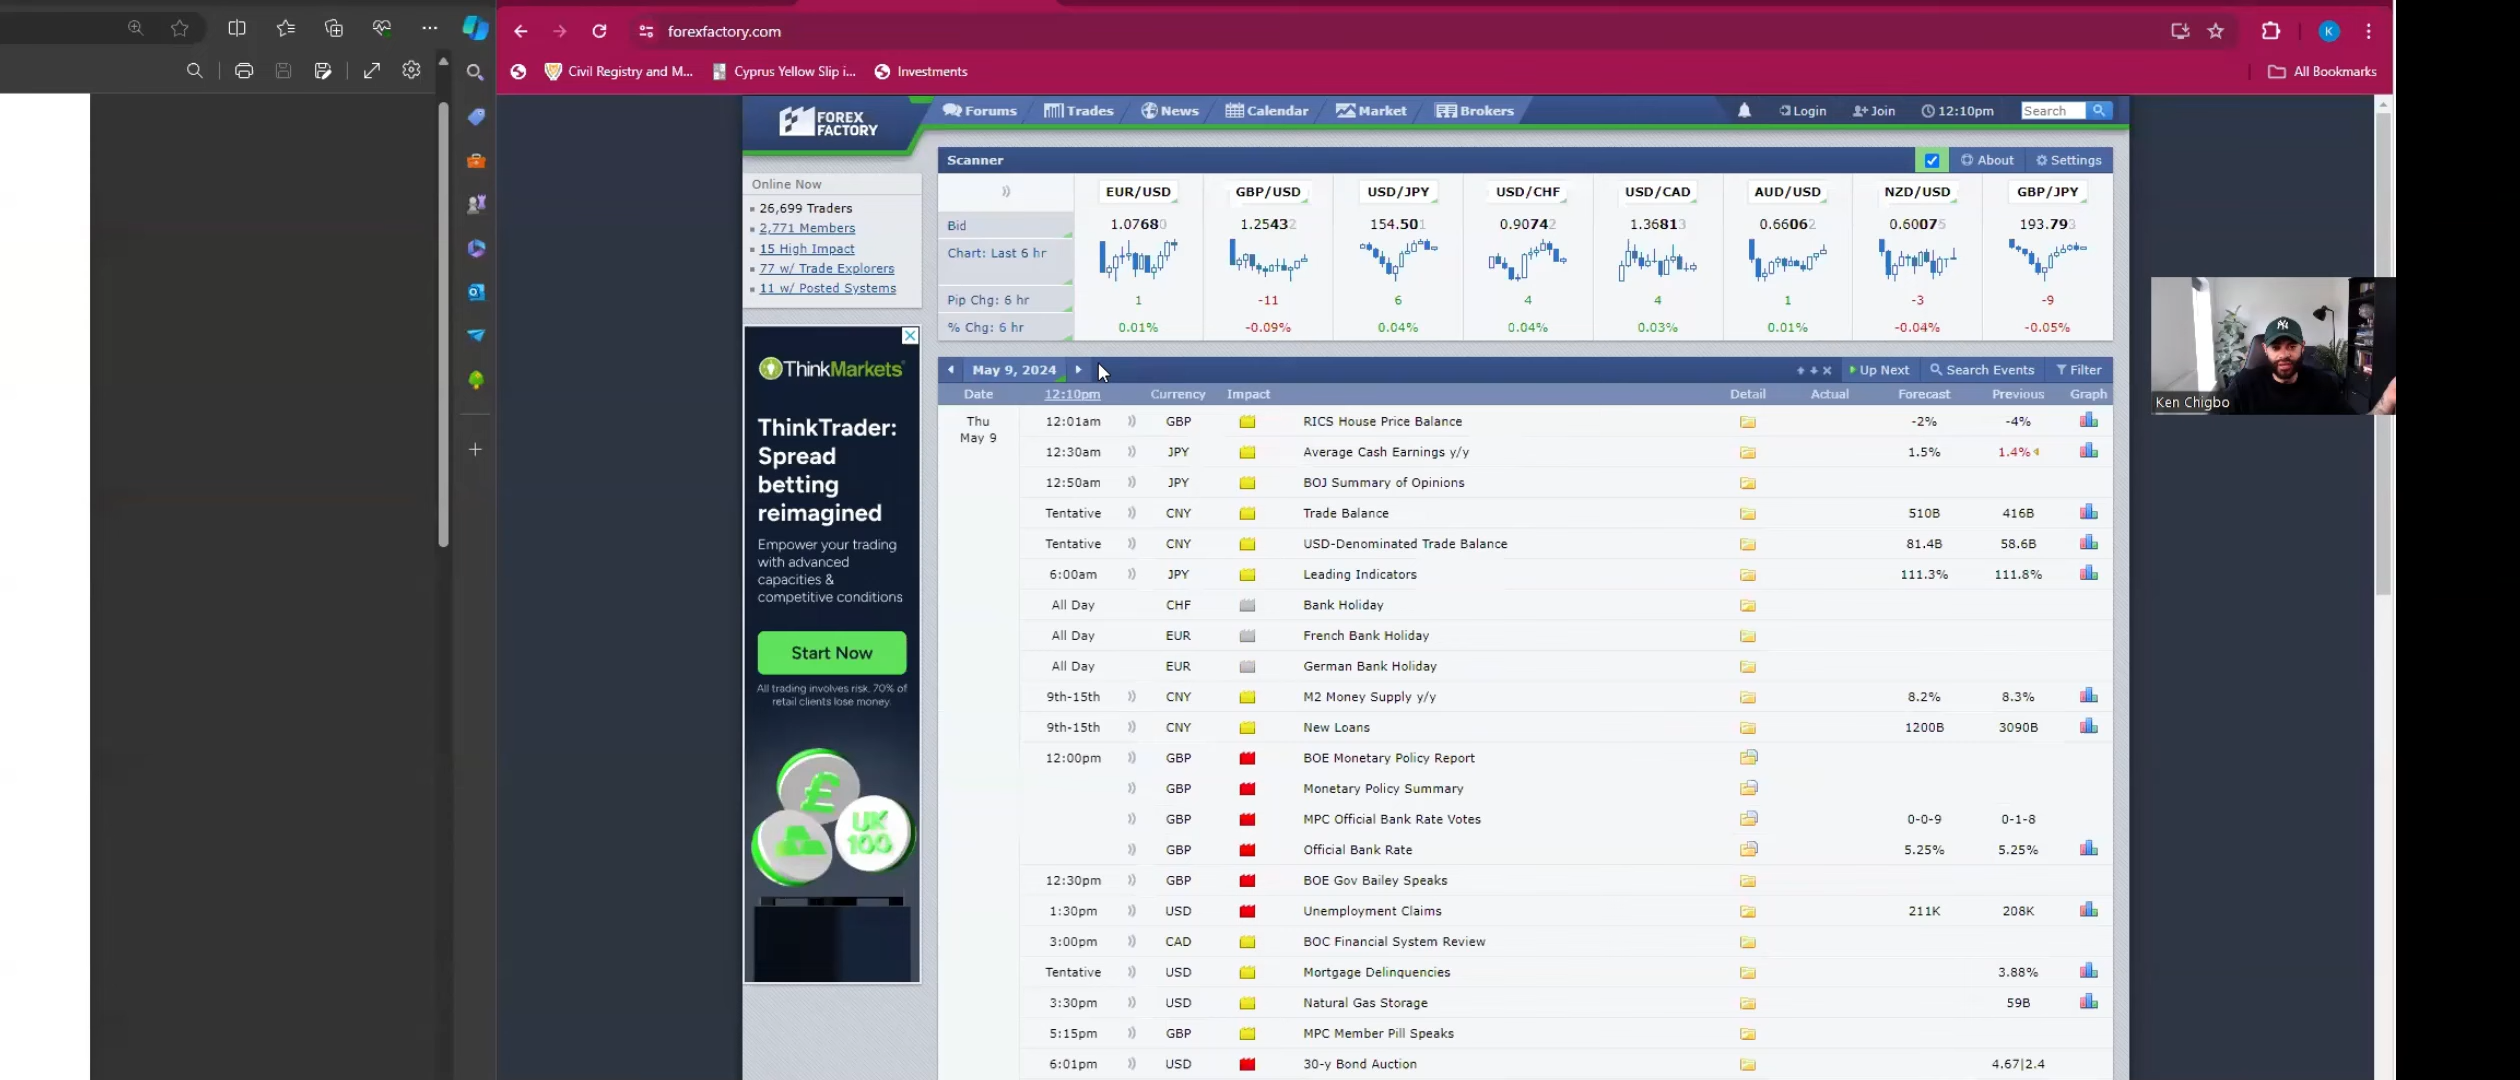 forexfactory.com
K
Civil Registry and M...
Cyprus Yellow Slip i...
Investments
All Bookmarks
FOREX
FACTORY
Forums
Trades
News
Calendar
Market
Brokers
Login
Join
12:10pm
Search
Online Now
26,699 Traders
2,771 Members
15 High Impact
77 w/ Trade Explorers
11 w/ Posted Systems
Scanner
About
Settings
EUR/USD GBP/USD USD/JPY USD/CHF USD/CAD AUD/USD NZD/USD GBP/JPY
Bid 1.07680 1.25432 154.501 0.90742 1.36813 0.66062 0.60075 193.793
Chart: Last 6 hr
Pip Chg: 6 hr 1 -11 6 4 4 1 -3 -9
% Chg: 6 hr 0.01% -0.09% 0.04% 0.04% 0.03% 0.01% -0.04% -0.05%
ThinkMarkets
ThinkTrader:
Spread
betting
reimagined
Empower your trading
with advanced
capacities &
competitive conditions
Start Now
All trading involves risk. 70% of
retail clients lose money.
UK
100
May 9, 2024
Up Next
Search Events
Filter
Date 12:10pm Currency Impact Detail Actual Forecast Previous Graph
Thu
May 9
12:01am GBP RICS House Price Balance -2% -4%
12:30am JPY Average Cash Earnings y/y 1.5% 1.4%
12:50am JPY BOJ Summary of Opinions
Tentative CNY Trade Balance 510B 416B
Tentative CNY USD-Denominated Trade Balance 81.4B 58.6B
6:00am JPY Leading Indicators 111.3% 111.8%
All Day CHF Bank Holiday
All Day EUR French Bank Holiday
All Day EUR German Bank Holiday
9th-15th CNY M2 Money Supply y/y 8.2% 8.3%
9th-15th CNY New Loans 1200B 3090B
12:00pm GBP BOE Monetary Policy Report
GBP Monetary Policy Summary
GBP MPC Official Bank Rate Votes 0-0-9 0-1-8
GBP Official Bank Rate 5.25% 5.25%
12:30pm GBP BOE Gov Bailey Speaks
1:30pm USD Unemployment Claims 211K 208K
3:00pm CAD BOC Financial System Review
Tentative USD Mortgage Delinquencies 3.88%
3:30pm USD Natural Gas Storage 59B
5:15pm GBP MPC Member Pill Speaks
6:01pm USD 30-y Bond Auction 4.67|2.4
Ken Chigbo